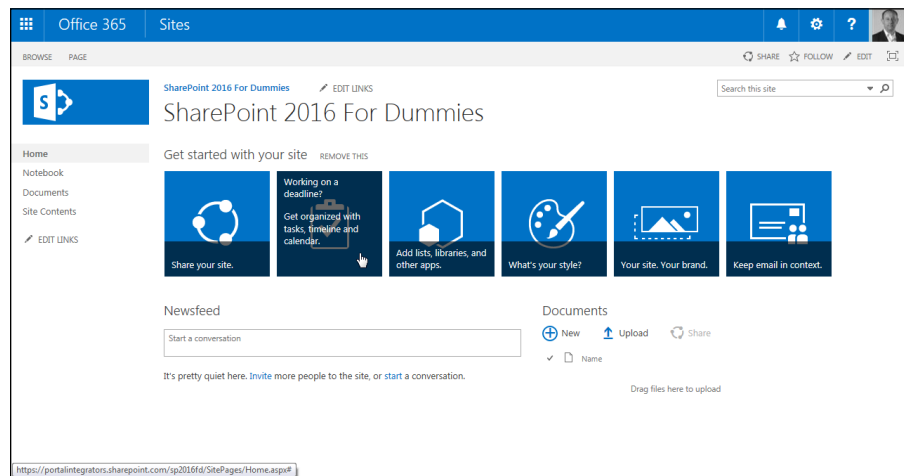 Office 365
Sites
?
BROWSE PAGE
SHARE FOLLOW EDIT
S
SharePoint 2016 For Dummies EDIT LINKS
Search this site
SharePoint 2016 For Dummies
Home
Notebook
Documents
Site Contents
EDIT LINKS
Get started with your site REMOVE THIS
Share your site.
Working on a
deadline?
Get organized with
tasks, timeline and
calendar.
Add lists, libraries, and
other apps.
What's your style?
Your site. Your brand.
Keep email in context.
Newsfeed
Start a conversation
It's pretty quiet here. Invite more people to the site, or start a conversation.
Documents
New Upload Share
Name
Drag files here to upload
https://portalintegrators.sharepoint.com/sp2016fd/SitePages/Home.aspx#